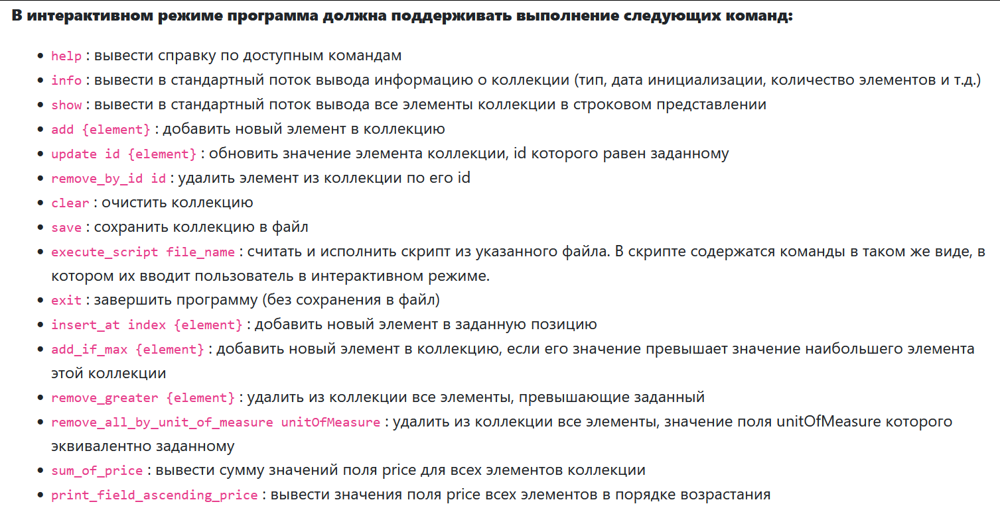 В интерактивном режиме программа должна поддерживать выполнение следующих команд:
• help : вывести справку по доступным командам
• info : вывести в стандартный поток вывода информацию о коллекции (тип, дата инициализации, количество элементов и т.д.)
• show : вывести в стандартный поток вывода все элементы коллекции в строковом представлении
• add {element} : добавить новый элемент в коллекцию
• update id {element} : обновить значение элемента коллекции, id которого равен заданному
• remove_by_id id : удалить элемент из коллекции по его id
• clear : очистить коллекцию
• save : сохранить коллекцию в файл
• execute_script file_name : считать и исполнить скрипт из указанного файла. В скрипте содержатся команды в таком же виде, в
котором их вводит пользователь в интерактивном режиме.
• exit : завершить программу (без сохранения в файл)
• insert_at index {element} : добавить новый элемент в заданную позицию
• add_if_max {element} : добавить новый элемент в коллекцию, если его значение превышает значение наибольшего элемента
этой коллекции
• remove_greater {element} : удалить из коллекции все элементы, превышающие заданный
• remove_all_by_unit_of_measure unitOfMeasure : удалить из коллекции все элементы, значение поля unitOfMeasure которого
эквивалентно заданному
• sum_of_price : вывести сумму значений поля price для всех элементов коллекции
• print_field_ascending_price : вывести значения поля price всех элементов в порядке возрастания